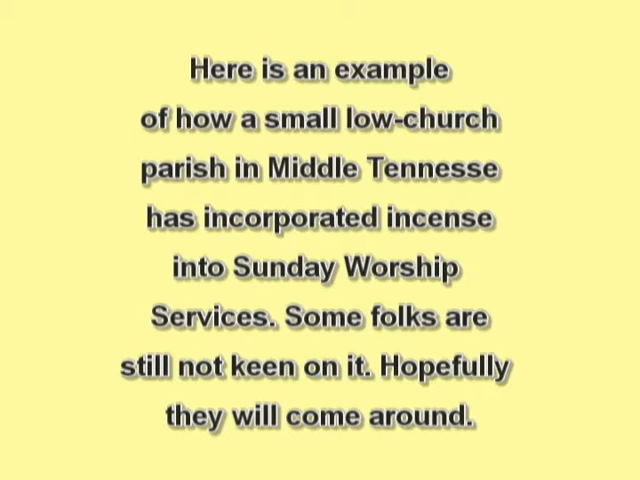 Here is an example
of how a small low-church
parish in Middle Tennesse
has incorporated incense
into Sunday Worship
Services. Some folks are
still not keen on it. Hopefully
they will come around.